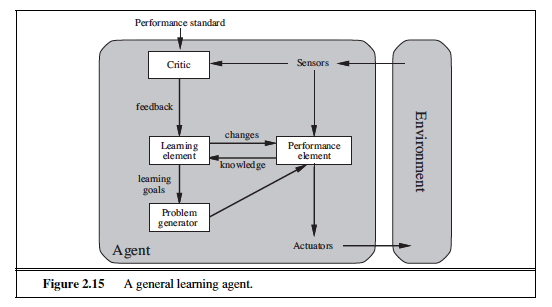 Performance standard
Critic
Sensors
feedback
changes
Learning
element
Performance
element
knowledge
learning
goals
Problem
generator
Agent
Actuators
Environment
Figure 2.15 A general learning agent.